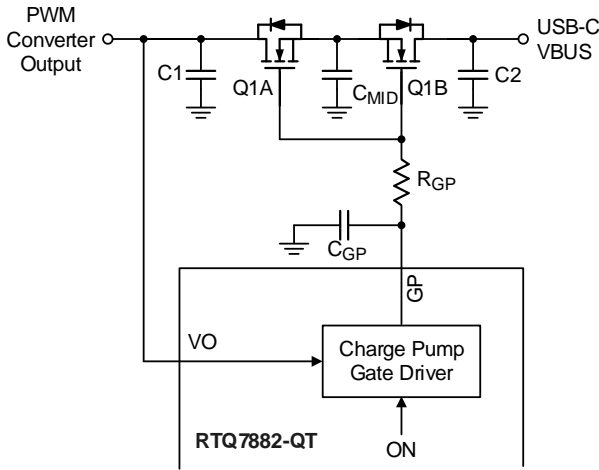 PWM
Converter
Output
USB-C
VBUS
C1
Q1A
CMID
Q1B
C2
RGP
CGP
GP
VO
Charge Pump
Gate Driver
RTQ7882-QT
ON